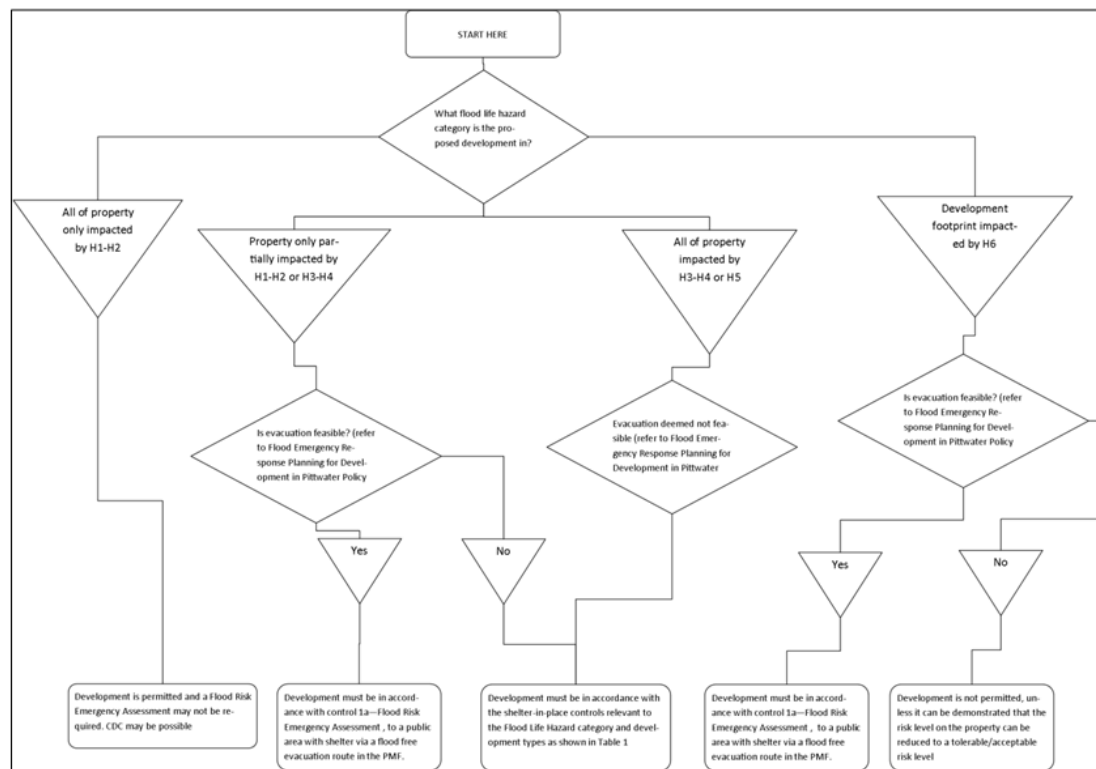 START HERE
What flood life hazard
category is the pro-
posed development in?
All of property
only impacted
by H1-H2
Property only par-
tially impacted by
H1-H2 or H3-H4
All of property
impacted by
H3-H4 or H5
Development
footprint impact-
ed by H6
Is evacuation feasible? (refer
to Flood Emergency Re-
sponse Planning for Devel-
opment in Pittwater Policy
Evacuation deemed not fea-
sible (refer to Flood Emer-
gency Response Planning for
Development in Pittwater
Is evacuation feasible? (refer
to Flood Emergency Re-
sponse Planning for Development
in Pittwater Policy
Yes
No
Yes
No
Development is permitted and a Flood Risk
Emergency Assessment may not be re-
quired. CDC may be possible
Development must be in accord-
ance with control 1a—Flood Risk
Emergency Assessment , to a public
area with shelter via a flood free
evacuation route in the PMF.
Development must be in accordance with
the shelter-in-place controls relevant to
the Flood Life Hazard category and devel-
opment types as shown in Table 1
Development must be in accord-
ance with control 1a—Flood Risk
Emergency Assessment , to a public
area with shelter via a flood free
evacuation route in the PMF.
Development is not permitted, un-
less it can be demonstrated that the
risk level on the property can be
reduced to a tolerable/acceptable
risk level